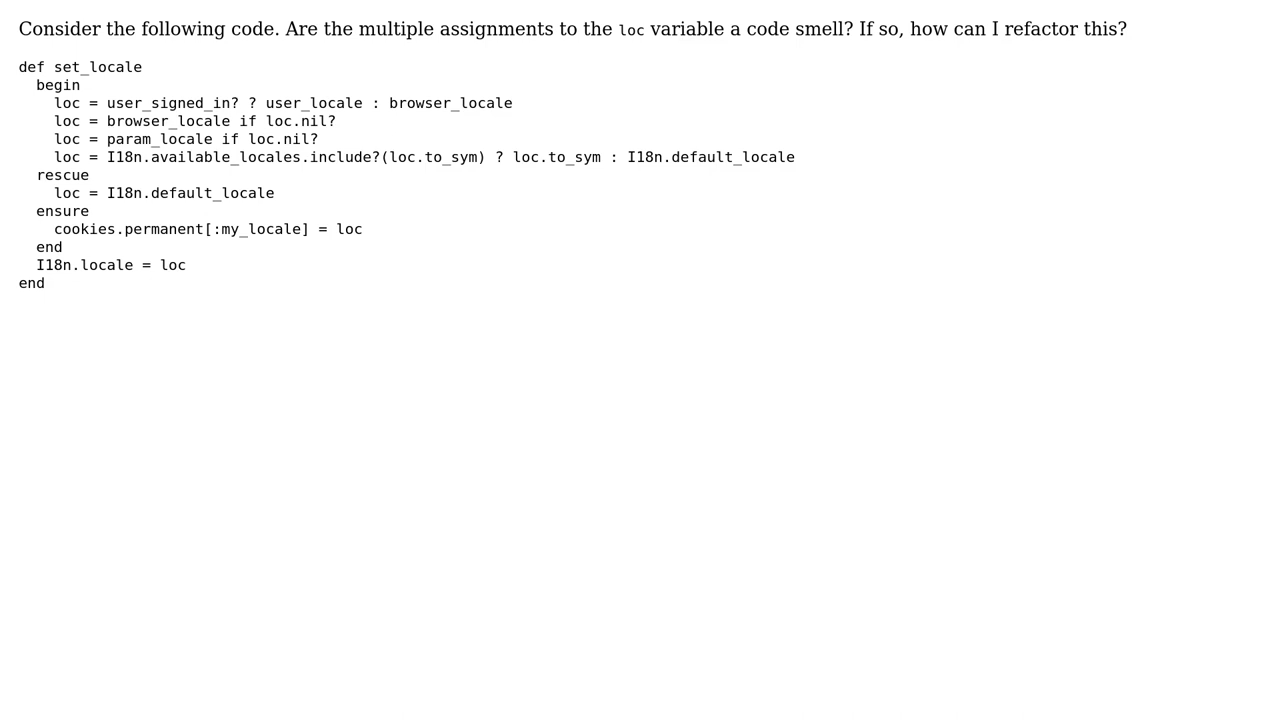 Consider the following code. Are the multiple assignments to the loc variable a code smell? If so, how can I refactor this?
def set_locale
  begin
    loc = user_signed_in? ? user_locale : browser_locale
    loc = browser_locale if loc.nil?
    loc = param_locale if loc.nil?
    loc = I18n.available_locales.include?(loc.to_sym) ? loc.to_sym : I18n.default_locale
  rescue
    loc = I18n.default_locale
  ensure
    cookies.permanent[:my_locale] = loc
  end
  I18n.locale = loc
end